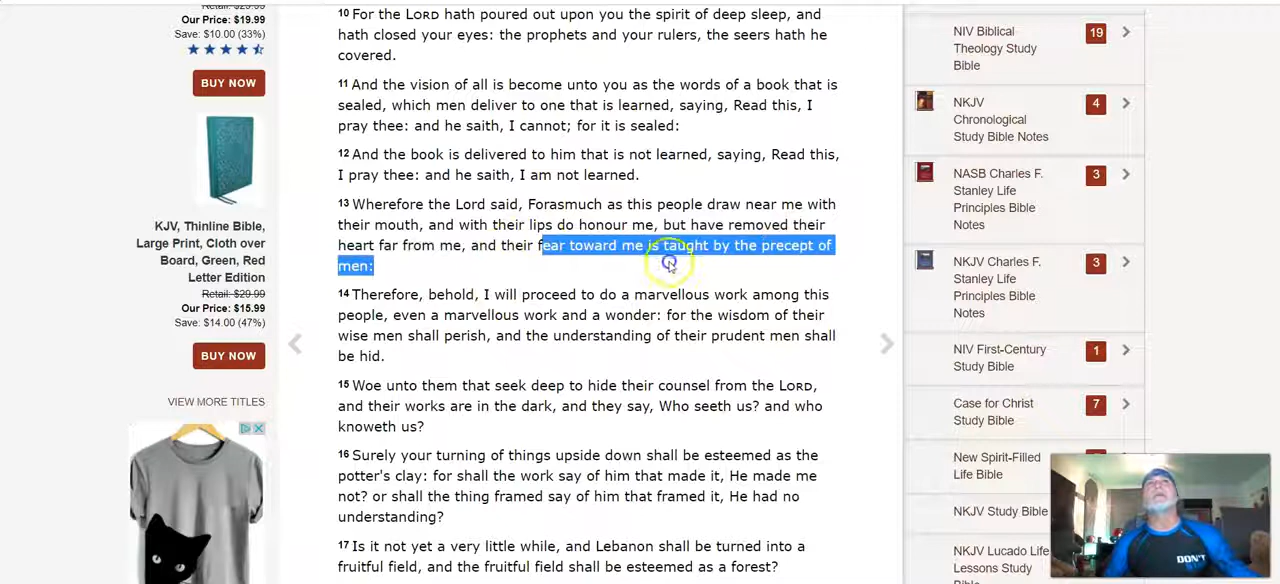 Retail: $29.99
Our Price: $19.99
Save: $10.00 (33%)
BUY NOW
KJV, Thinline Bible,
Large Print, Cloth over
Board, Green, Red
Letter Edition
Retail: $29.99
Our Price: $15.99
Save: $14.00 (47%)
BUY NOW
VIEW MORE TITLES
10 For the LORD hath poured out upon you the spirit of deep sleep, and
hath closed your eyes: the prophets and your rulers, the seers hath he
covered.
11 And the vision of all is become unto you as the words of a book that is
sealed, which men deliver to one that is learned, saying, Read this, I
pray thee: and he saith, I cannot; for it is sealed:
12 And the book is delivered to him that is not learned, saying, Read this,
I pray thee: and he saith, I am not learned.
13 Wherefore the Lord said, Forasmuch as this people draw near me with
their mouth, and with their lips do honour me, but have removed their
heart far from me, and their fear toward me is taught by the precept of
men:
14 Therefore, behold, I will proceed to do a marvellous work among this
people, even a marvellous work and a wonder: for the wisdom of their
wise men shall perish, and the understanding of their prudent men shall
be hid.
15 Woe unto them that seek deep to hide their counsel from the LORD,
and their works are in the dark, and they say, Who seeth us? and who
knoweth us?
16 Surely your turning of things upside down shall be esteemed as the
potter's clay: for shall the work say of him that made it, He made me
not? or shall the thing framed say of him that framed it, He had no
understanding?
17 Is it not yet a very little while, and Lebanon shall be turned into a
fruitful field, and the fruitful field shall be esteemed as a forest?
NIV Biblical
Theology Study
Bible
19
NKJV
Chronological
Study Bible Notes
4
NASB Charles F.
Stanley Life
Principles Bible
Notes
3
NKJV Charles F.
Stanley Life
Principles Bible
Notes
3
NIV First-Century
Study Bible
1
Case for Christ
Study Bible
7
New Spirit-Filled
Life Bible
NKJV Study Bible
NKJV Lucado Life
Lessons Study
DON'T